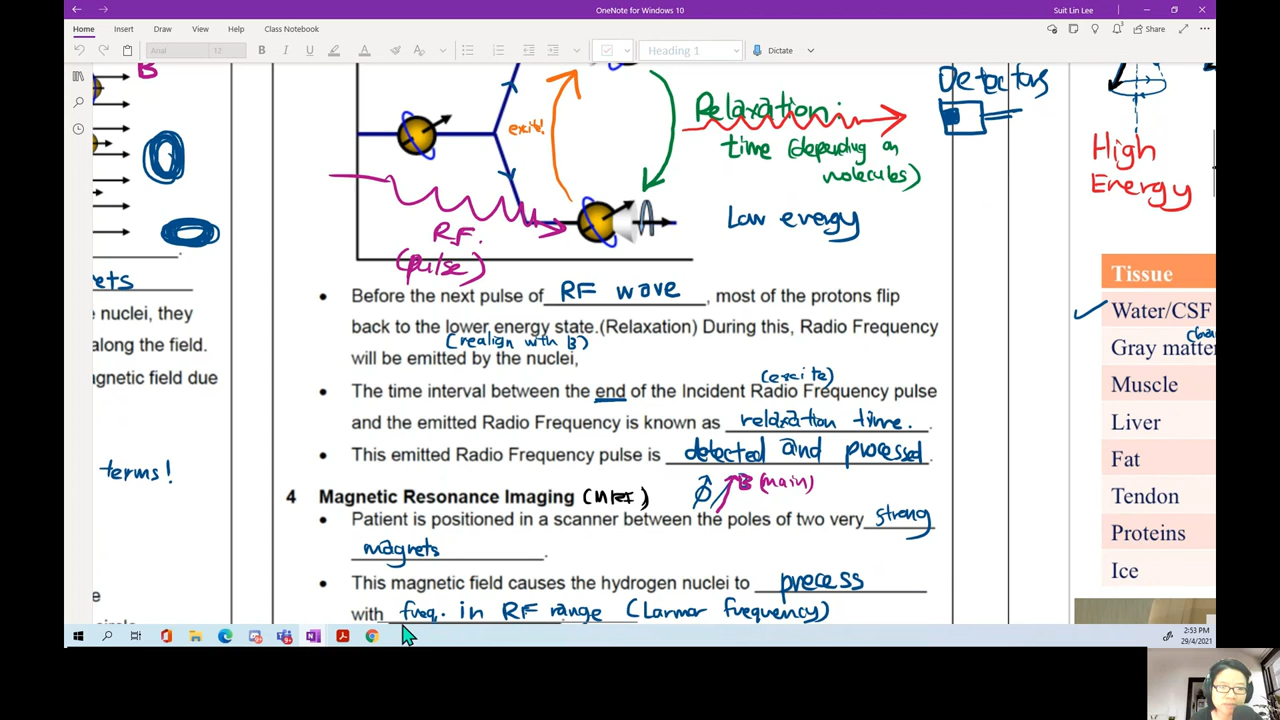 OneNote for Windows 10
Suit Lin Lee
Home Insert Draw View Help Class Notebook
Share
Arial 12
B I U A
Heading 1
Dictate
B
excite!
Relaxation:
time (depending on
molecules)
Low energy
RF.
(pulse)
Detectors
High
Energy
ets
e nuclei, they
along the field.
gnetic field due
terms!
e
• Before the next pulse of RF wave, most of the protons flip
back to the lower energy state.(Relaxation) During this, Radio Frequency
(realign with B)
will be emitted by the nuclei,
(excite)
• The time interval between the end of the Incident Radio Frequency pulse
and the emitted Radio Frequency is known as relaxation time.
• This emitted Radio Frequency pulse is detected and processed.
B (main)
4 Magnetic Resonance Imaging (MRI)
• Patient is positioned in a scanner between the poles of two very strong
magnets.
• This magnetic field causes the hydrogen nuclei to precess
with freq. in RF range (Larmor frequency)
Tissue
Water/CSF
Gray matte
Muscle
Liver
Fat
Tendon
Proteins
Ice
2:53 PM
29/4/2021